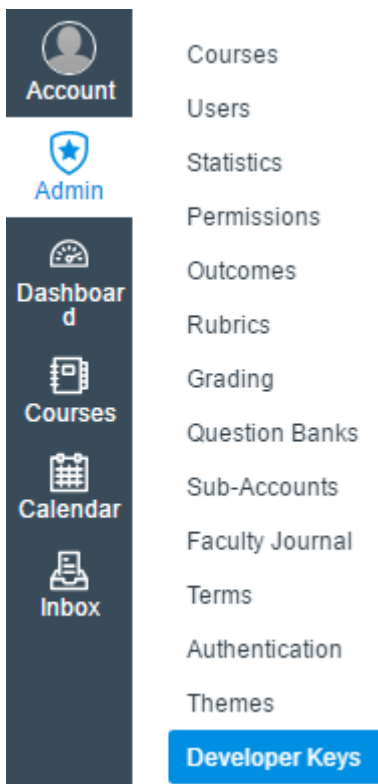 Account
Admin
Dashboar
d
Courses
Calendar
Inbox
Courses
Users
Statistics
Permissions
Outcomes
Rubrics
Grading
Question Banks
Sub-Accounts
Faculty Journal
Terms
Authentication
Themes
Developer Keys